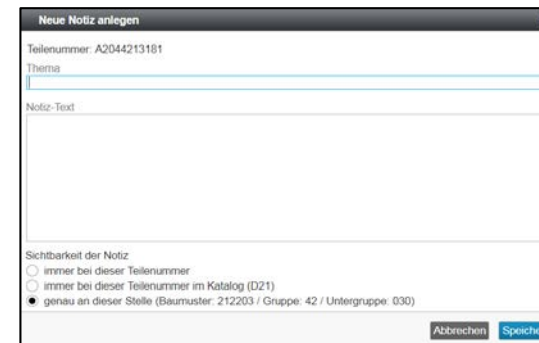 Neue Notiz anlegen
Teilenummer: A2044213181
Thema
Notiz-Text
Sichtbarkeit der Notiz
immer bei dieser Teilenummer
immer bei dieser Teilenummer im Katalog (D21)
genau an dieser Stelle (Baumuster: 212203 / Gruppe: 42 / Untergruppe: 030)
Abbrechen Speiche